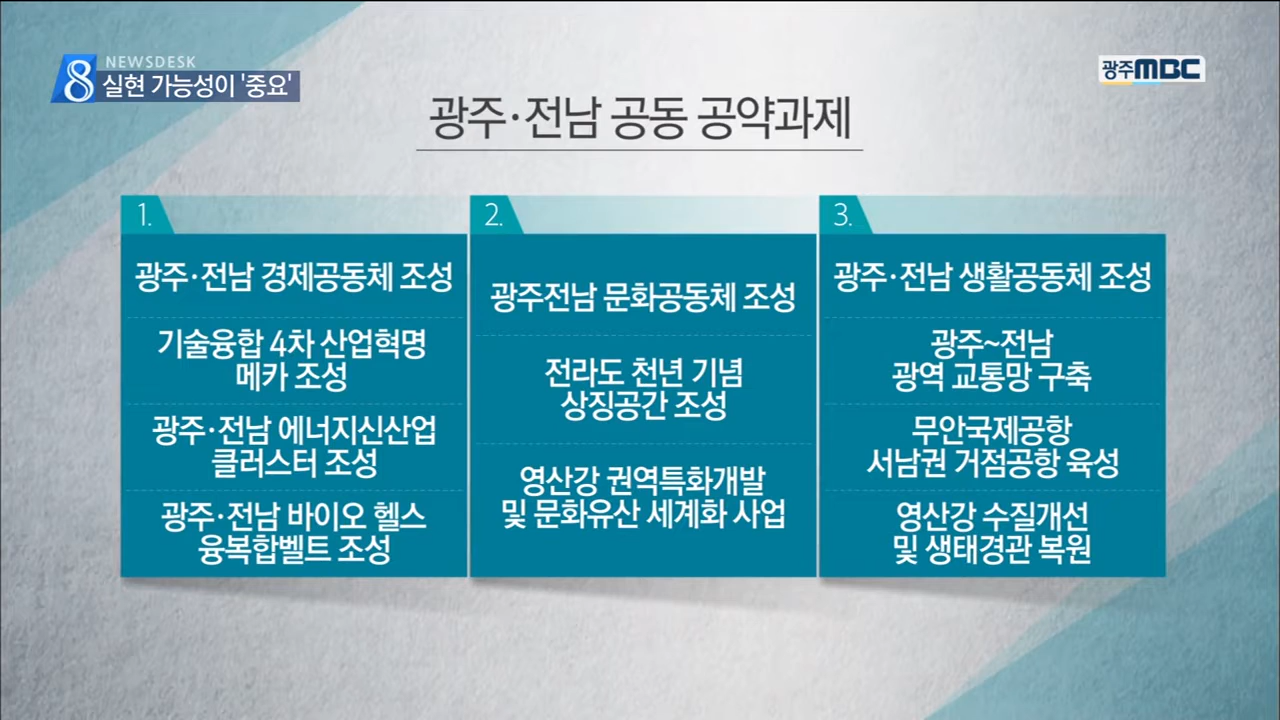 NEWSDESK
8 실현 가능성이 '중요'
광주MBC
광주·전남 공동 공약과제
1.
광주·전남 경제공동체 조성
기술융합 4차 산업혁명
메카 조성
광주·전남 에너지신산업
클러스터 조성
광주·전남 바이오 헬스
융복합벨트 조성
2.
광주전남 문화공동체 조성
전라도 천년 기념
상징공간 조성
영산강 권역특화개발
및 문화유산 세계화 사업
3.
광주·전남 생활공동체 조성
광주~전남
광역 교통망 구축
무안국제공항
서남권 거점공항 육성
영산강 수질개선
및 생태경관 복원